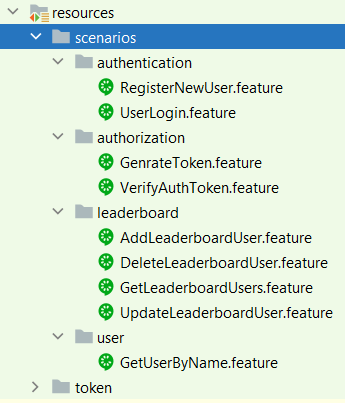 resources
scenarios
authentication
RegisterNewUser.feature
UserLogin.feature
authorization
GenrateToken.feature
VerifyAuthToken.feature
leaderboard
AddLeaderboardUser.feature
DeleteLeaderboardUser.feature
GetLeaderboardUsers.feature
UpdateLeaderboardUser.feature
user
GetUserByName.feature
token